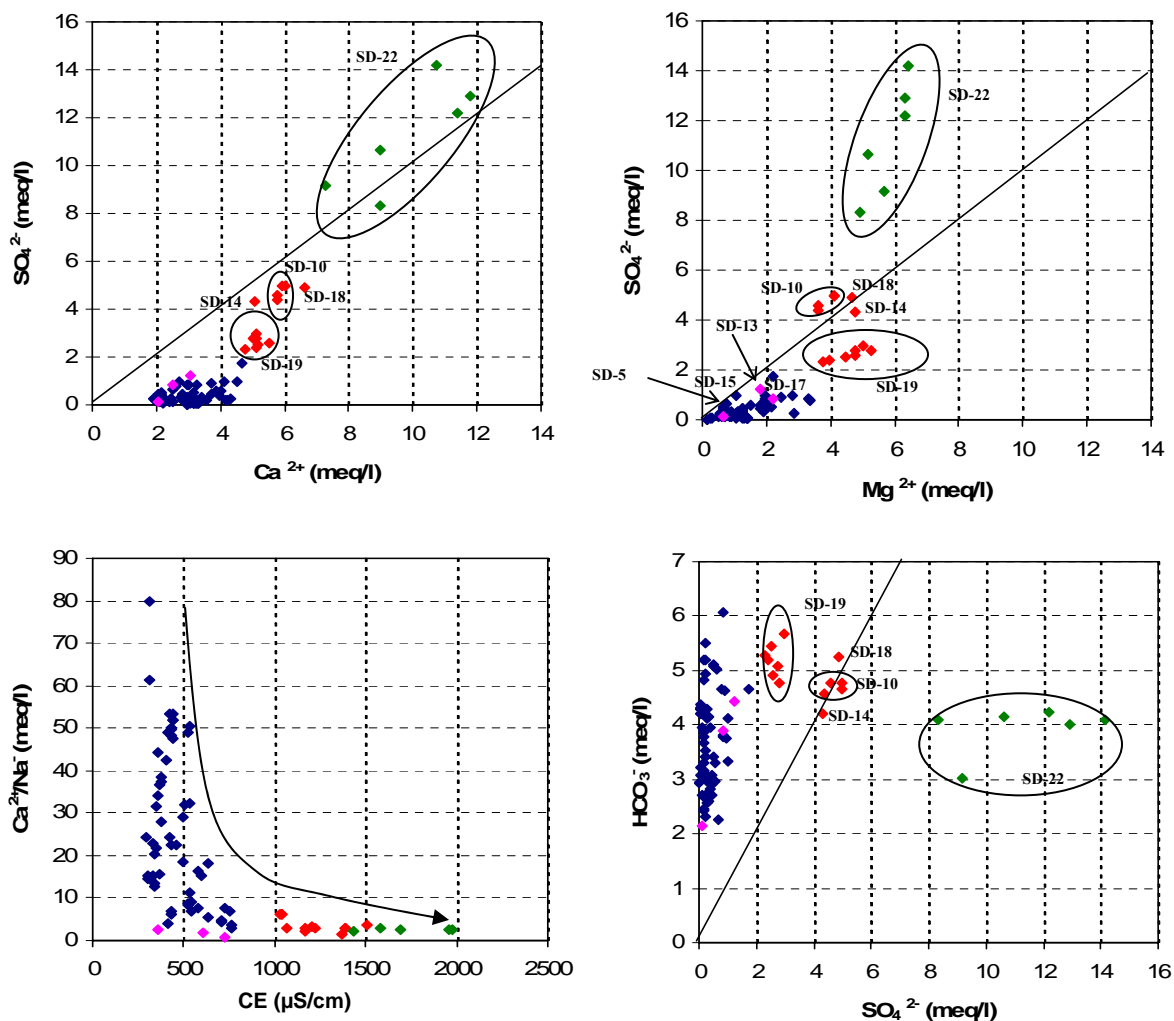 16
14
12
10
8
6
4
2
0
SO₄²⁻ (meq/l)
SD-22
SD-10
SD-14
SD-18
SD-19
0 2 4 6 8 10 12 14
Ca ²⁺ (meq/l)
16
14
12
10
8
6
4
2
0
SO₄²⁻ (meq/l)
SD-22
SD-10
SD-18
SD-14
SD-13
SD-5
SD-15
SD-17
SD-19
0 2 4 6 8 10 12 14
Mg ²⁺ (meq/l)
90
80
70
60
50
40
30
20
10
0
Ca²⁺/Na (meq/l)
0 500 1000 1500 2000 2500
CE (µS/cm)
7
6
5
4
3
2
1
0
HCO₃⁻ (meq/l)
SD-19
SD-18
SD-10
SD-14
SD-22
0 2 4 6 8 10 12 14 16
SO₄ ²⁻ (meq/l)